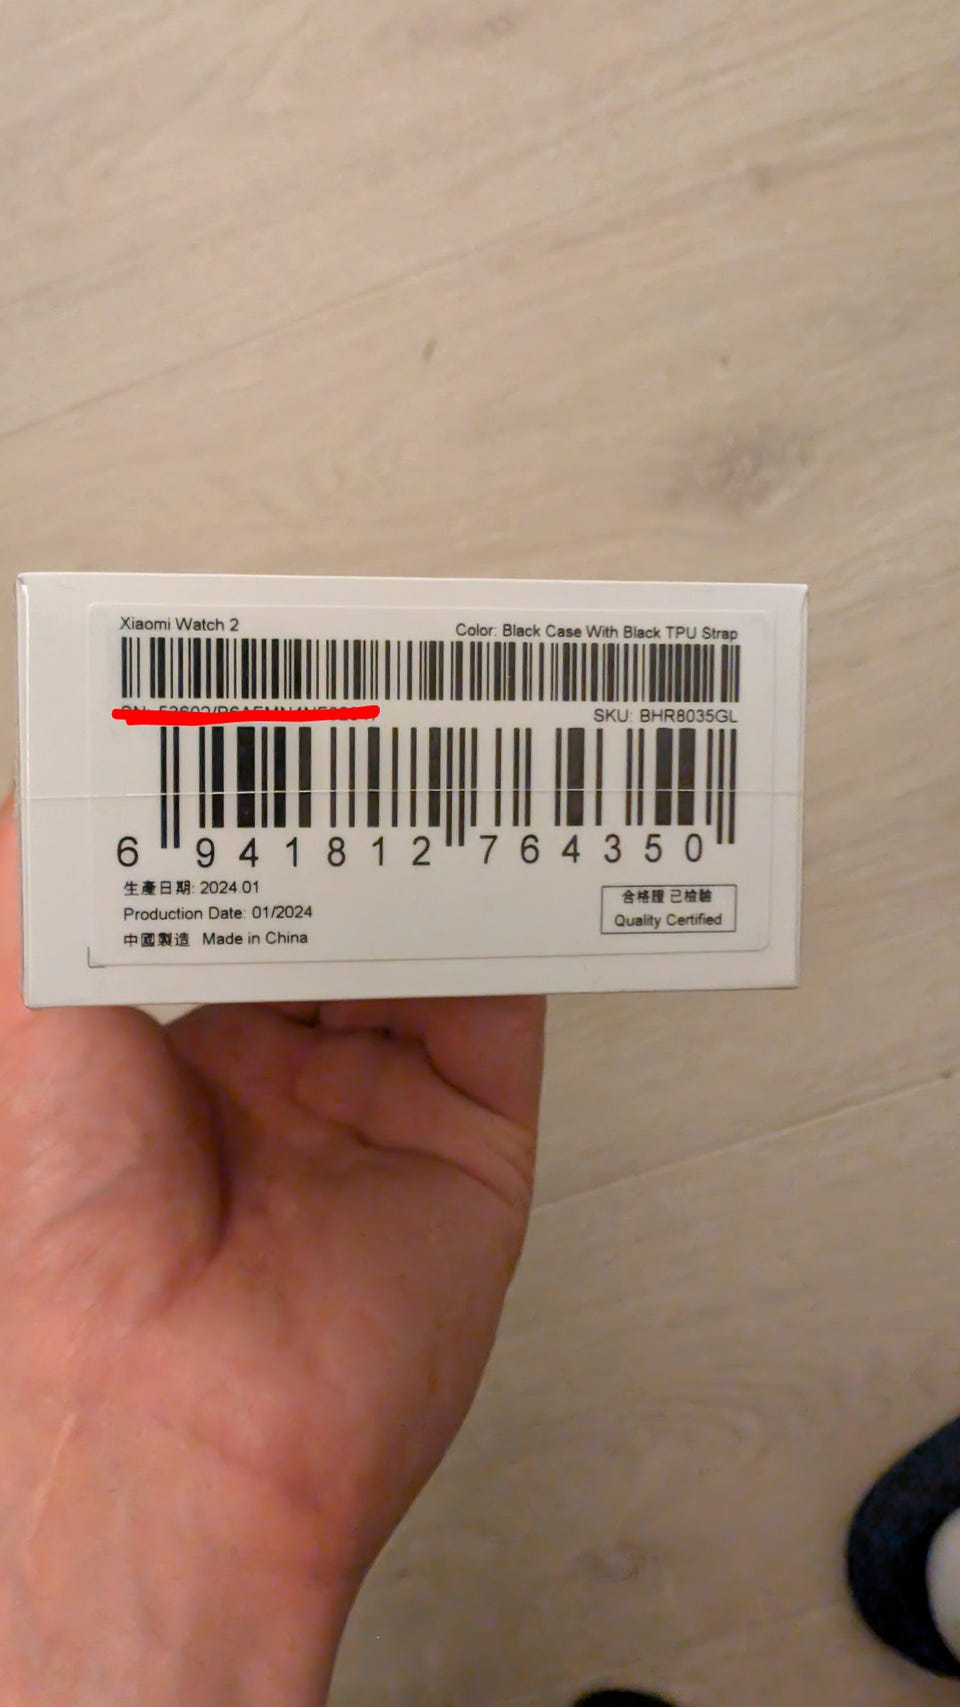 Xiaomi Watch 2
Color: Black Case With Black TPU Strap
SKU: BHR8035GL
6 941812 764350
生產日期: 2024.01
Production Date: 01/2024
中國製造 Made in China
合格證 已檢驗
Quality Certified